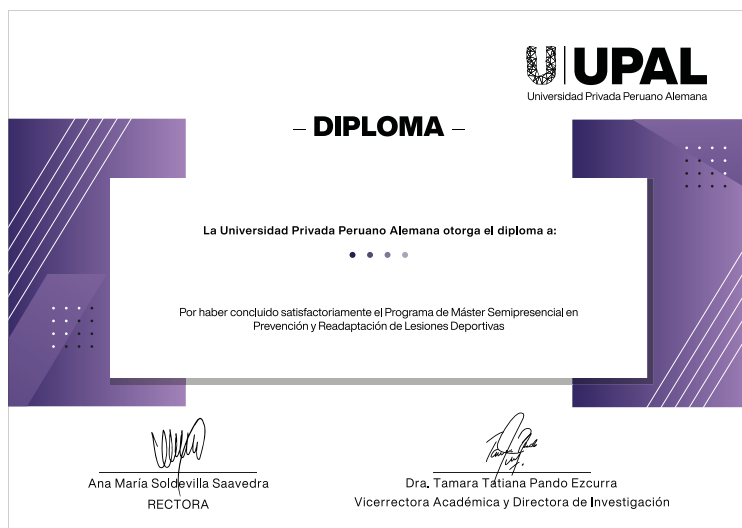 UPAL
Universidad Privada Peruano Alemana
– DIPLOMA –
La Universidad Privada Peruano Alemana otorga el diploma a:
Por haber concluido satisfactoriamente el Programa de Máster Semipresencial en
Prevención y Readaptación de Lesiones Deportivas
Ana María Soldevilla Saavedra
RECTORA
Dra. Tamara Tatiana Pando Ezcurra
Vicerrectora Académica y Directora de Investigación